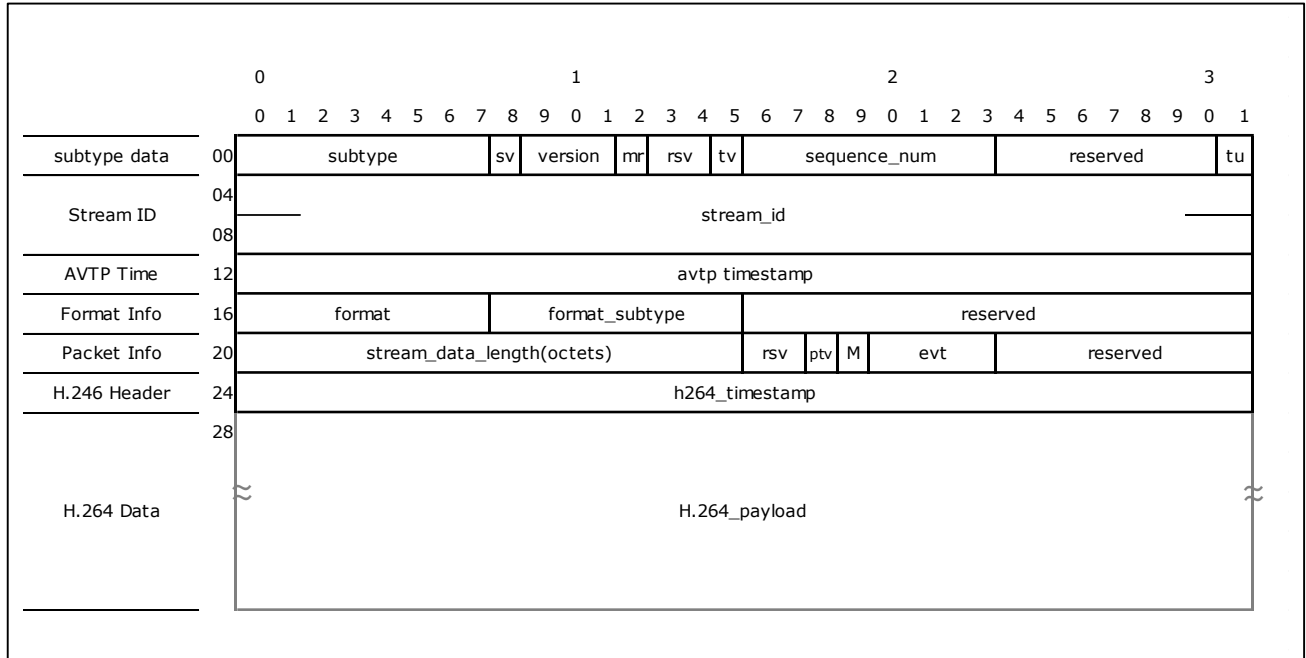 0 1 2 3
0 1 2 3 4 5 6 7 8 9 0 1 2 3 4 5 6 7 8 9 0 1 2 3 4 5 6 7 8 9 0 1
subtype data 00 subtype sv version mr rsv tv sequence_num reserved tu
04
Stream ID stream_id
08
AVTP Time 12 avtp timestamp
Format Info 16 format format_subtype reserved
Packet Info 20 stream_data_length(octets) rsv ptv M evt reserved
H.246 Header 24 h264_timestamp
28
H.264 Data H.264_payload